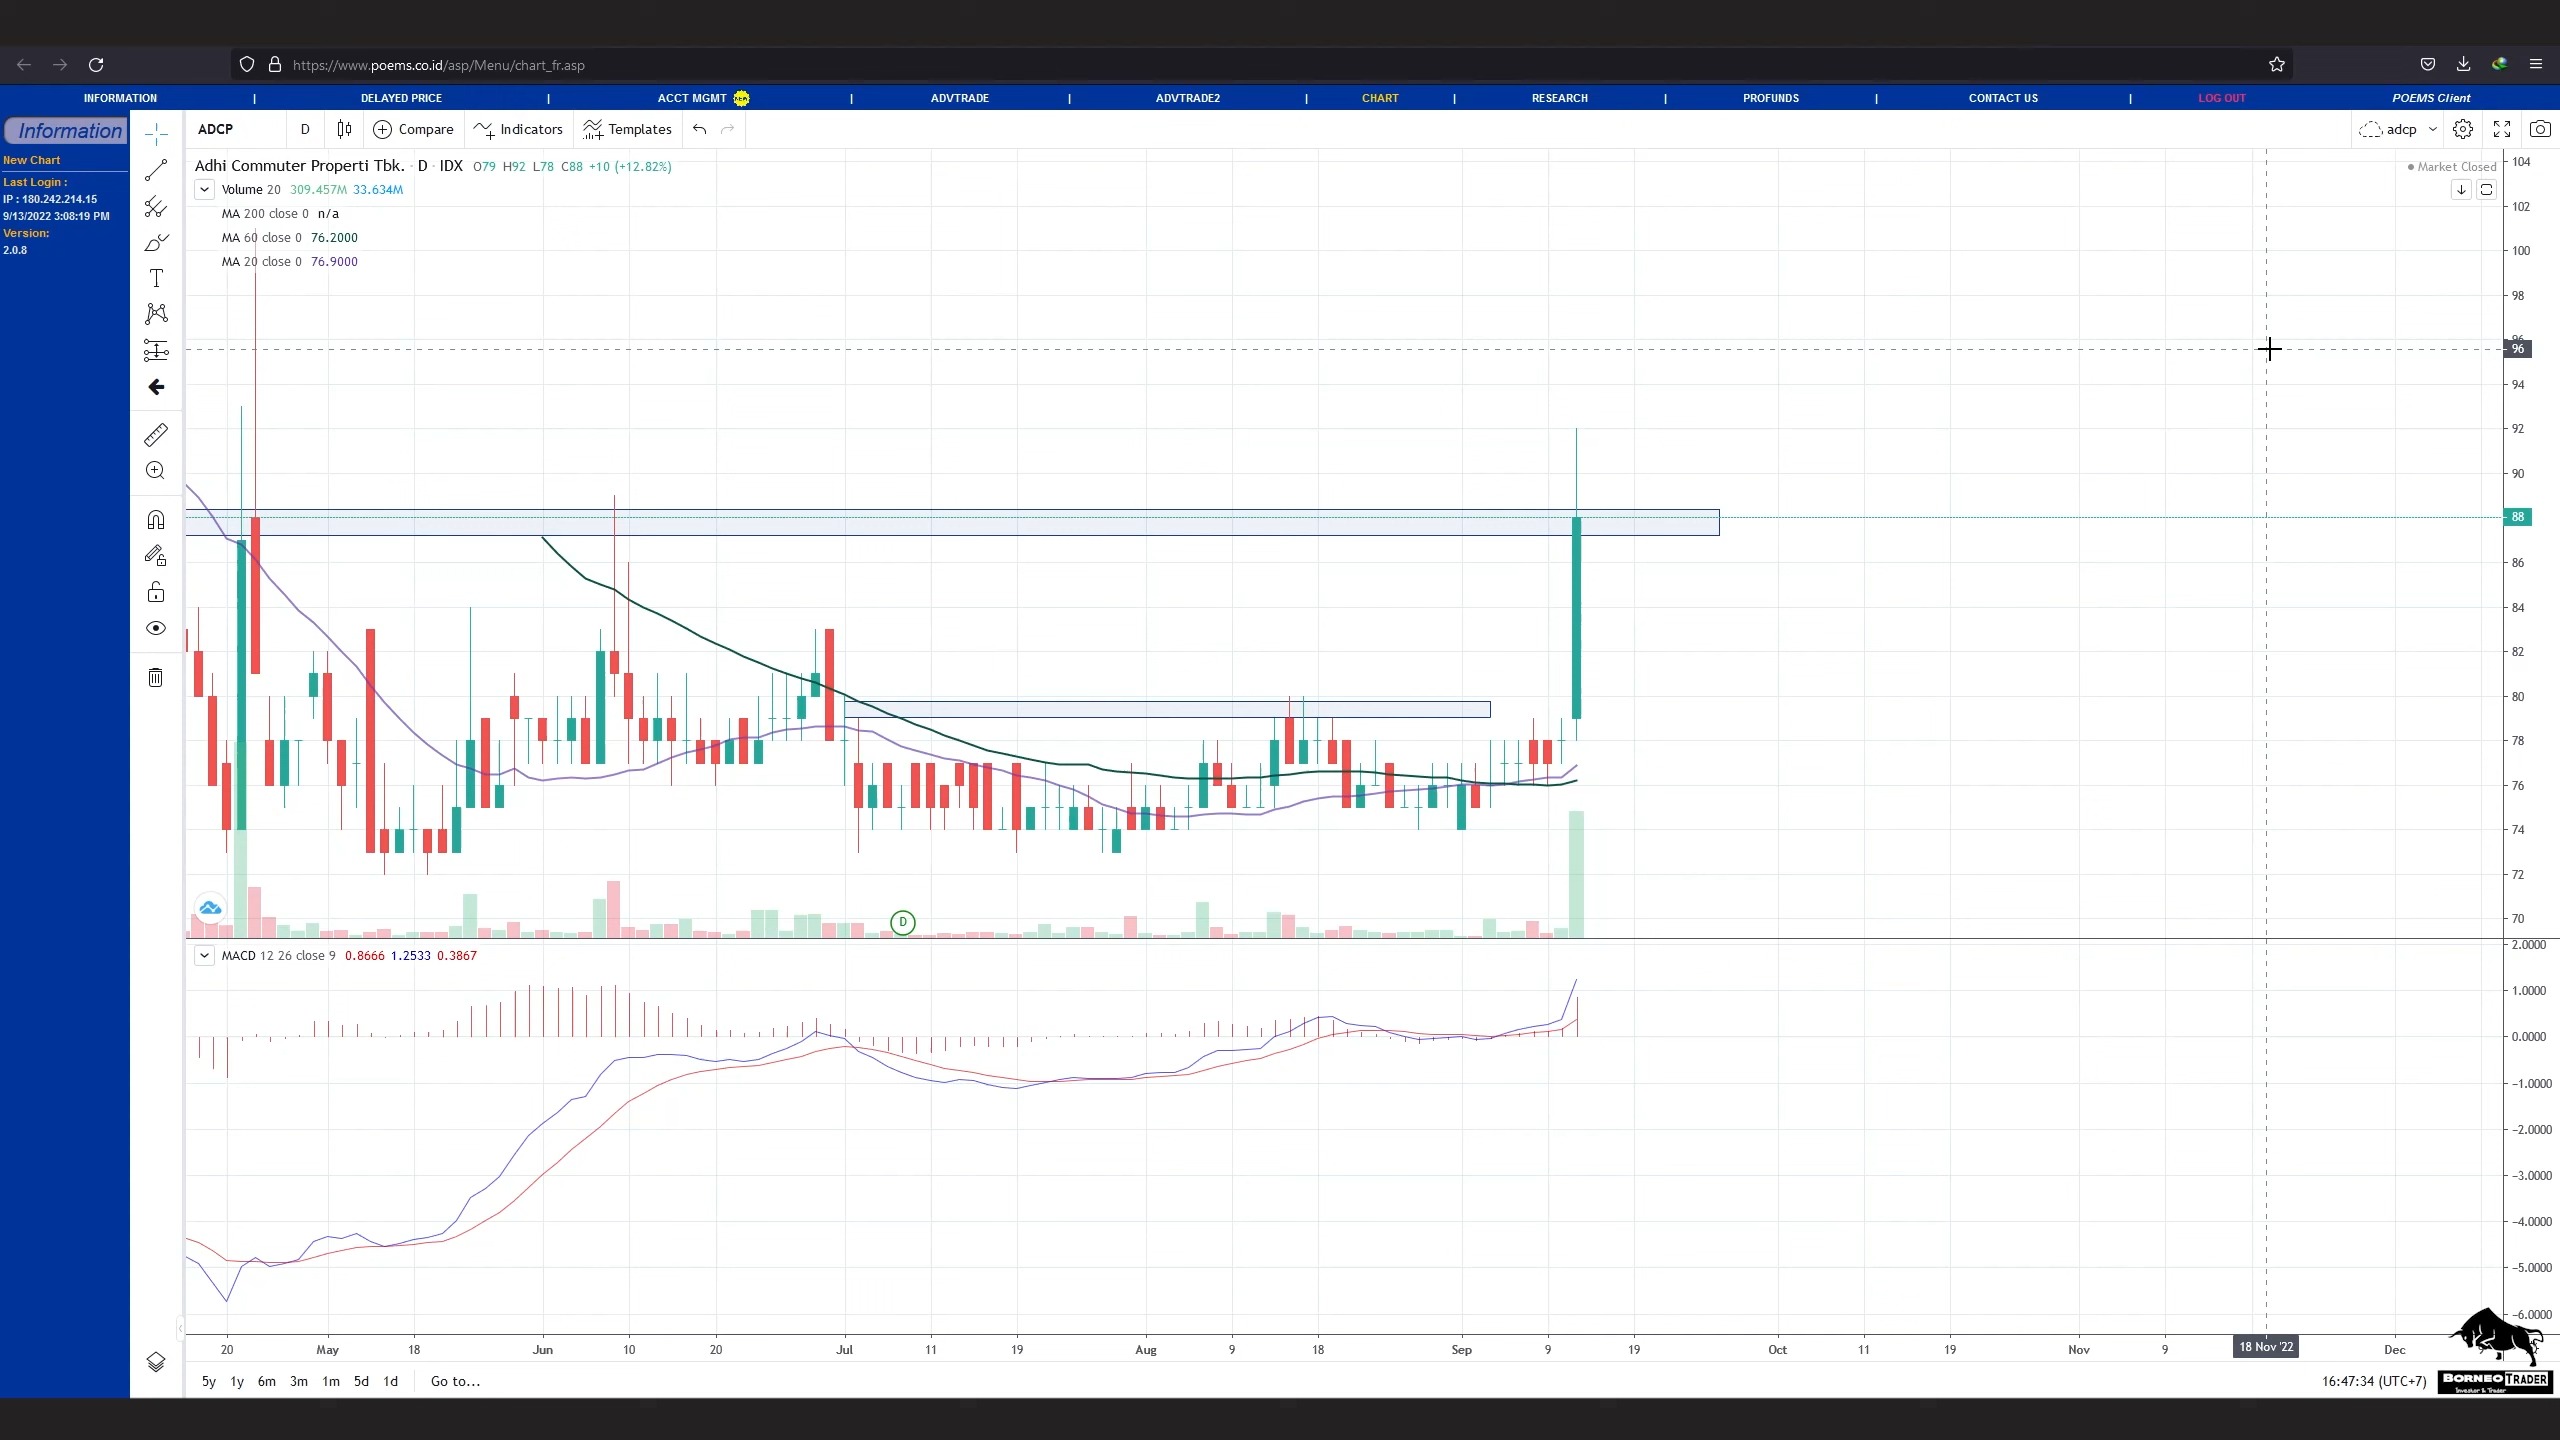 https://www.poems.co.id/asp/Menu/chart_fr.asp
INFORMATION | DELAYED PRICE | ACCT MGMT NEW | ADVTRADE | ADVTRADE2 | CHART | RESEARCH | PROFUNDS | CONTACT US | LOG OUT POEMS Client
Information
New Chart
Last Login :
IP : 180.242.214.15
9/13/2022 3:08:19 PM
Version:
2.0.8
ADCP D Compare Indicators Templates adcp
Adhi Commuter Properti Tbk. · D · IDX O79 H92 L78 C88 +10 (+12.82%)
Market Closed
Volume 20 309.457M 33.634M
MA 200 close 0 n/a
MA 60 close 0 76.2000
MA 20 close 0 76.9000
104
102
100
98
96
96
94
92
90
88
86
84
82
80
78
76
74
72
70
D
MACD 12 26 close 9 0.8666 1.2533 0.3867
2.0000
1.0000
0.0000
-1.0000
-2.0000
-3.0000
-4.0000
-5.0000
-6.0000
20 May 18 Jun 10 20 Jul 11 19 Aug 9 18 Sep 9 19 Oct 11 19 Nov 9 18 Nov '22 Dec
5y 1y 6m 3m 1m 5d 1d Go to...
16:47:34 (UTC+7)
BORNEO TRADER
Investor & Trader